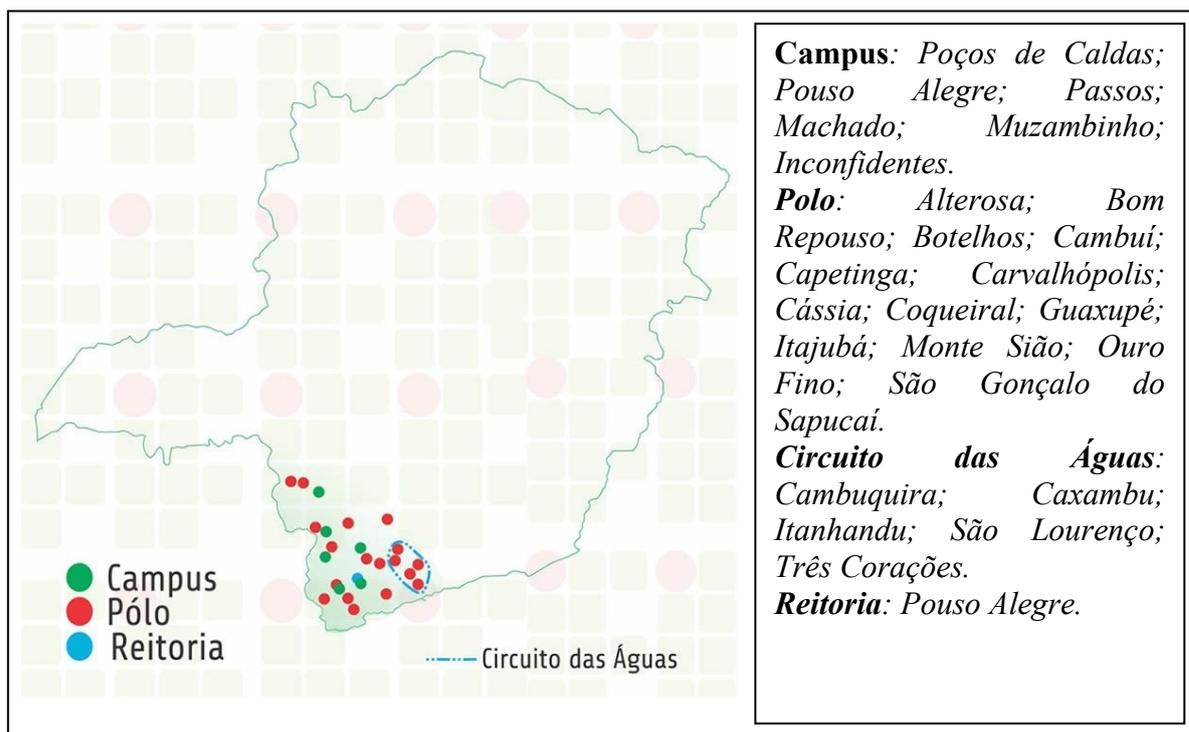 Campus
Pólo
Reitoria
Circuito das Águas
Campus: Poços de Caldas;
Pouso Alegre; Passos;
Machado; Muzambinho;
Inconfidentes.
Polo: Alterosa; Bom
Repouso; Botelhos; Cambuí;
Capetinga; Carvalhópolis;
Cássia; Coqueiral; Guaxupé;
Itajubá; Monte Sião; Ouro
Fino; São Gonçalo do
Sapucaí.
Circuito das Águas:
Cambuquira; Caxambu;
Itanhandu; São Lourenço;
Três Corações.
Reitoria: Pouso Alegre.